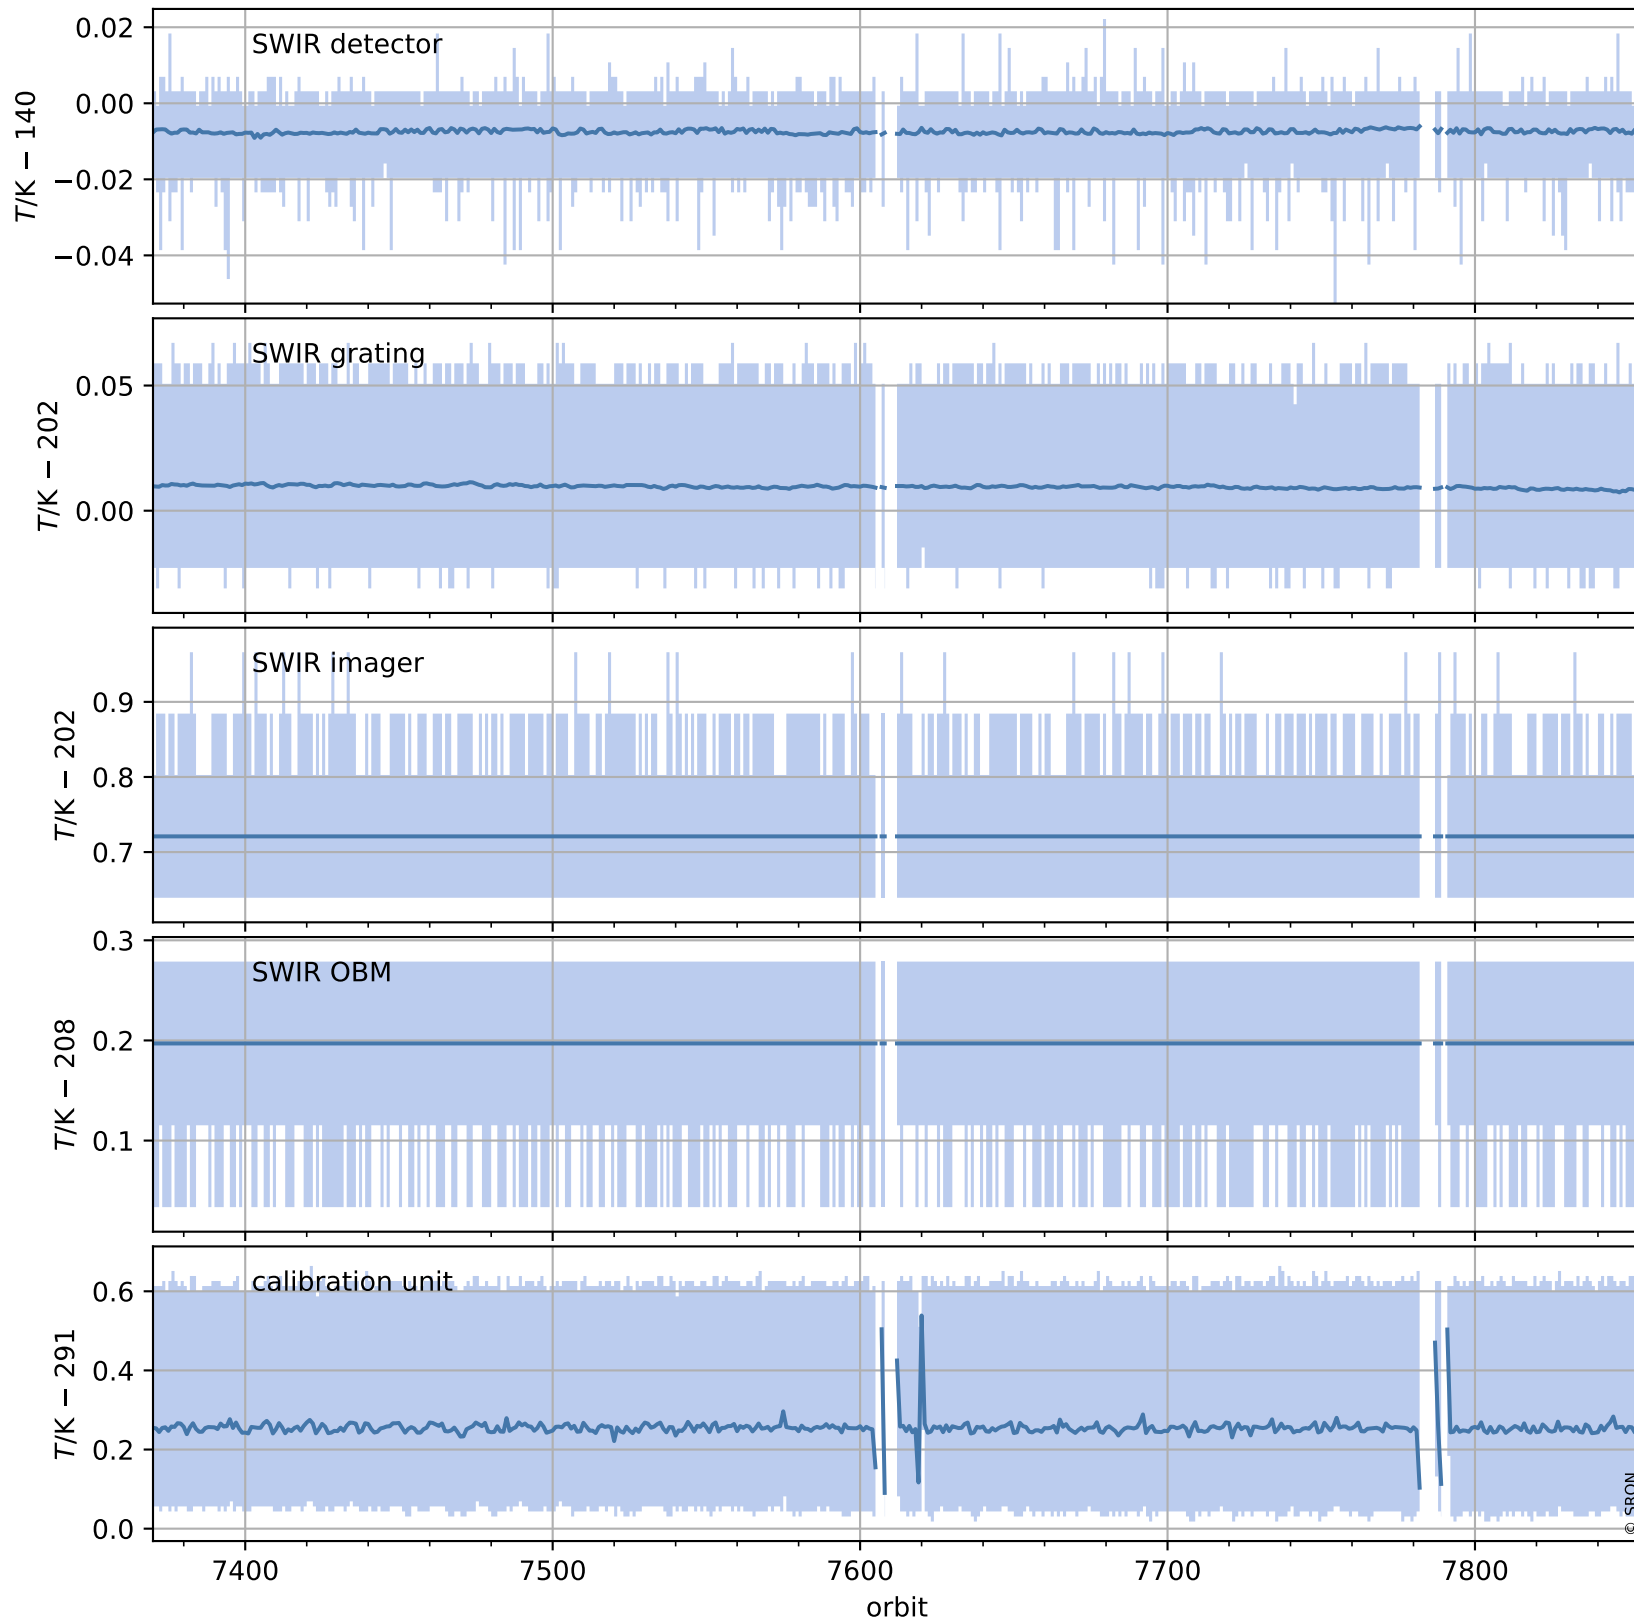 SWIR detector
T/K − 140
0.02
0.00
−0.02
−0.04
SWIR grating
T/K − 202
0.05
0.00
SWIR imager
T/K − 202
0.9
0.8
0.7
SWIR OBM
T/K − 208
0.3
0.2
0.1
calibration unit
T/K − 291
0.6
0.4
0.2
0.0
7400 7500 7600 7700 7800
orbit
© SRON